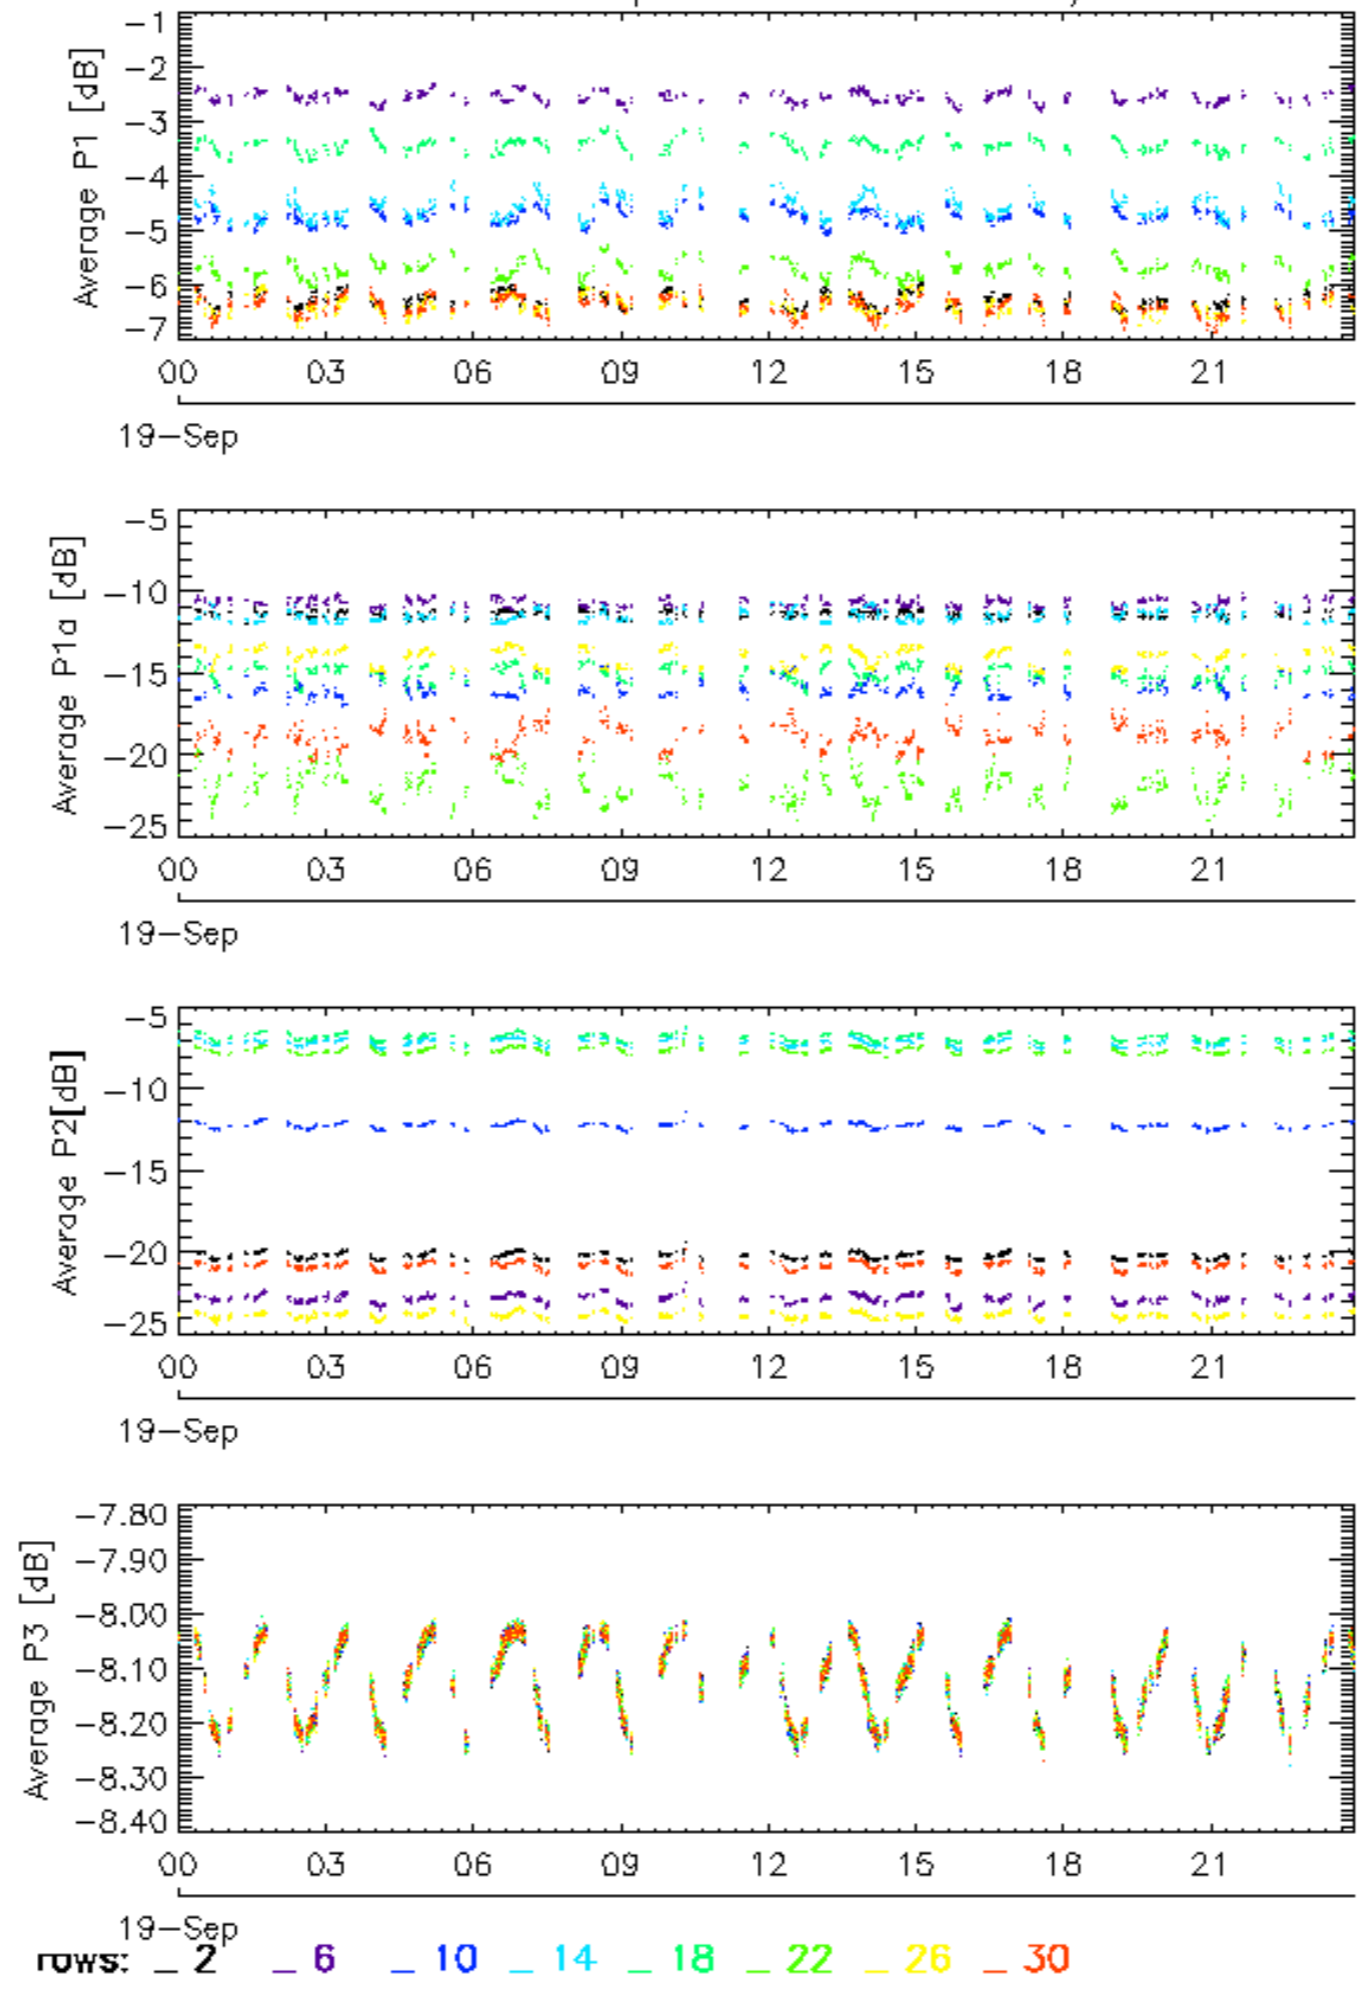 -1
-2
-3
-4
-5
-6
-7
Average P1 [dB]
00 03 06 09 12 15 18 21
19-Sep
-5
-10
-15
-20
-25
Average P1a [dB]
00 03 06 09 12 15 18 21
19-Sep
-5
-10
-15
-20
-25
Average P2[dB]
00 03 06 09 12 15 18 21
19-Sep
-7.80
-7.90
-8.00
-8.10
-8.20
-8.30
-8.40
Average P3 [dB]
00 03 06 09 12 15 18 21
19-Sep
rows: _ 2 _ 6 _ 10 _ 14 _ 18 _ 22 _ 26 _ 30